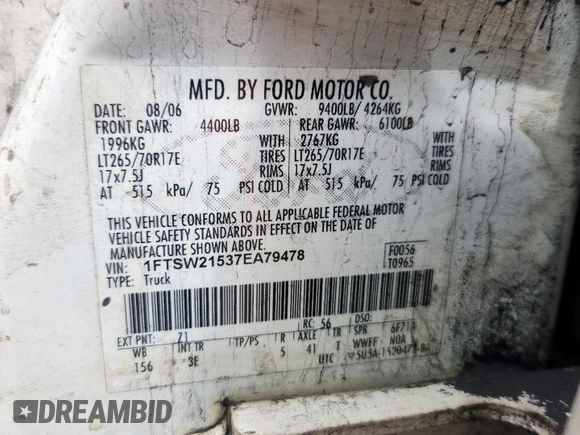 MFD. BY FORD MOTOR CO.
DATE: 08/06 GVWR: 9400LB/ 4264KG
FRONT GAWR: 4400LB REAR GAWR: 6100LB
1996KG WITH 2767KG WITH
LT265/70R17E TIRES LT265/70R17E TIRES
17x7.5J RIMS 17x7.5J RIMS
AT 515 kPa/ 75 PSI COLD AT 515 kPa/ 75 PSI COLD
THIS VEHICLE CONFORMS TO ALL APPLICABLE FEDERAL MOTOR
VEHICLE SAFETY STANDARDS IN EFFECT ON THE DATE OF
MANUFACTURE SHOWN ABOVE.
VIN: 1FTSW21537EA79478 F0056
TYPE: Truck T0965
EXT PNT: Z1 RC: 56 DSO:
WB INT TR TP/PS R AXLE TR SPR 6F714
156 3E 5 41 T WWFF NOA
UTC
DREAMBID